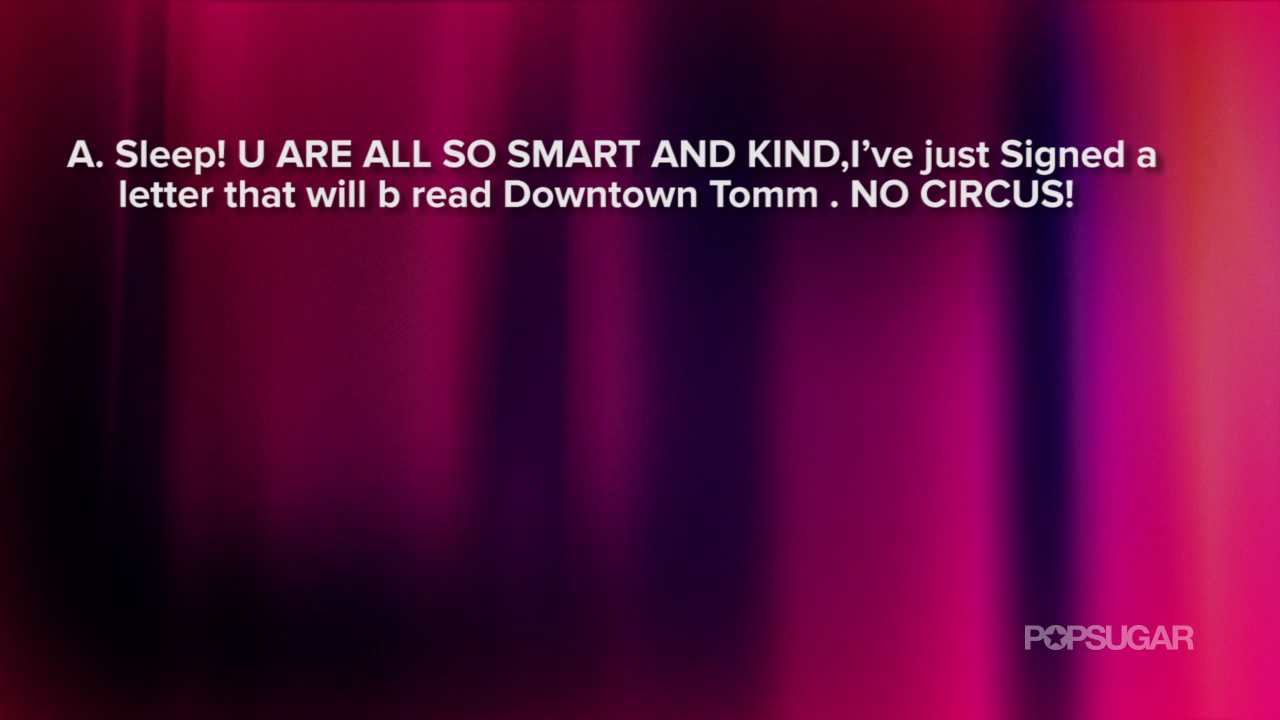 A. Sleep! U ARE ALL SO SMART AND KIND,I’ve just Signed a
letter that will b read Downtown Tomm . NO CIRCUS!
POPSUGAR